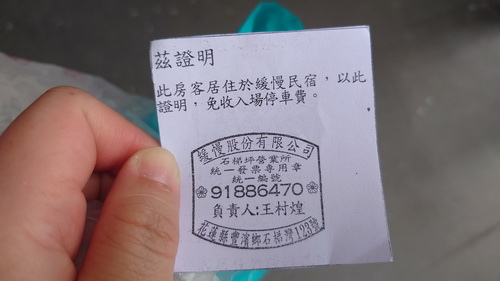 茲證明
此房客居住於緩慢民宿，以此
證明，免收入場停車費。
緩慢股份有限公司
石梯坪營業所
統一發票專用章
統一編號
91886470
負責人:王村煌
花蓮縣豐濱鄉石梯灣123號